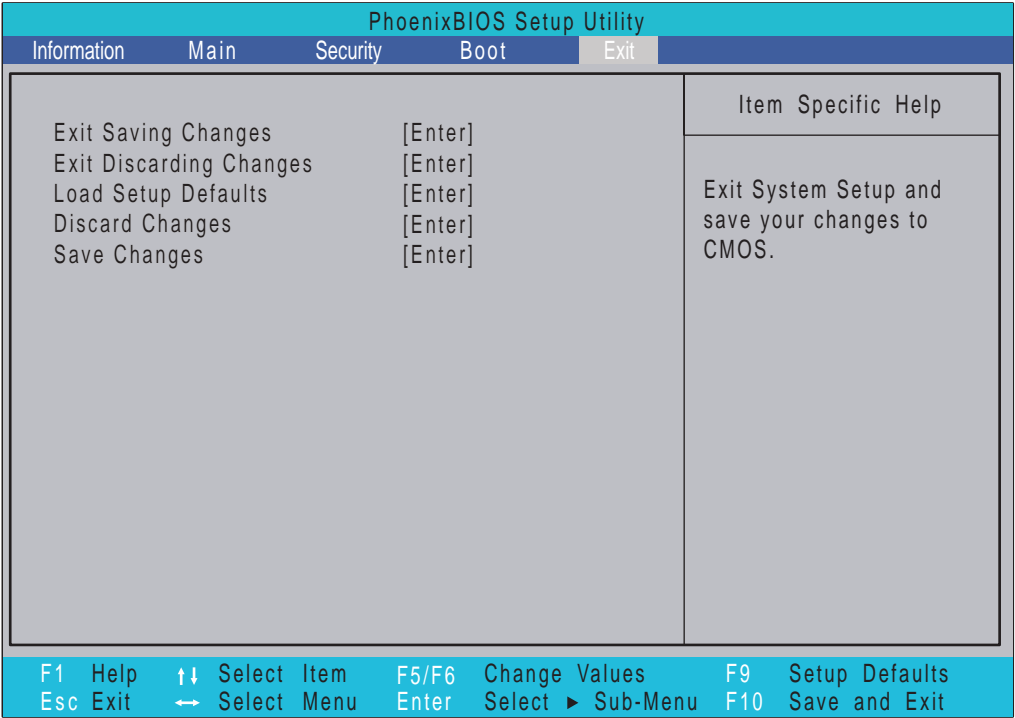 PhoenixBIOS Setup Utility
Information Main Security Boot Exit
Item Specific Help
Exit Saving Changes [Enter]
Exit Discarding Changes [Enter]
Load Setup Defaults [Enter]
Discard Changes [Enter]
Save Changes [Enter]
Exit System Setup and
save your changes to
CMOS.
F1 Help ↑↓ Select Item F5/F6 Change Values F9 Setup Defaults
Esc Exit ↔ Select Menu Enter Select ► Sub-Menu F10 Save and Exit